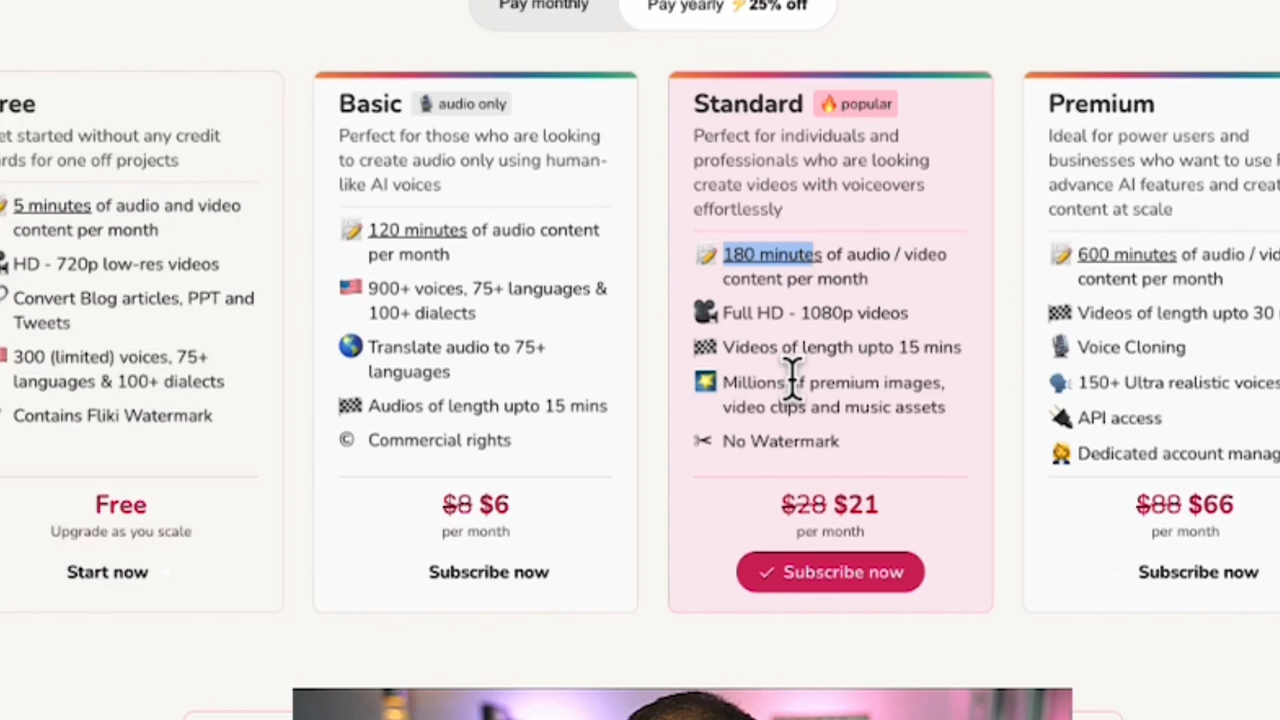 Pay monthly
Pay yearly ⚡25% off
ree
et started without any credit
rds for one off projects
5 minutes of audio and video
content per month
HD - 720p low-res videos
Convert Blog articles, PPT and
Tweets
300 (limited) voices, 75+
languages & 100+ dialects
Contains Fliki Watermark
Free
Upgrade as you scale
Start now
Basic
audio only
Perfect for those who are looking
to create audio only using human-
like AI voices
120 minutes of audio content
per month
900+ voices, 75+ languages &
100+ dialects
Translate audio to 75+
languages
Audios of length upto 15 mins
© Commercial rights
$8 $6
per month
Subscribe now
Standard
popular
Perfect for individuals and
professionals who are looking
create videos with voiceovers
effortlessly
180 minutes of audio / video
content per month
Full HD - 1080p videos
Videos of length upto 15 mins
Millions of premium images,
video clips and music assets
No Watermark
$28 $21
per month
Subscribe now
Premium
Ideal for power users and
businesses who want to use
advance AI features and creat
content at scale
600 minutes of audio / vid
content per month
Videos of length upto 30
Voice Cloning
150+ Ultra realistic voices
API access
Dedicated account manag
$88 $66
per month
Subscribe now